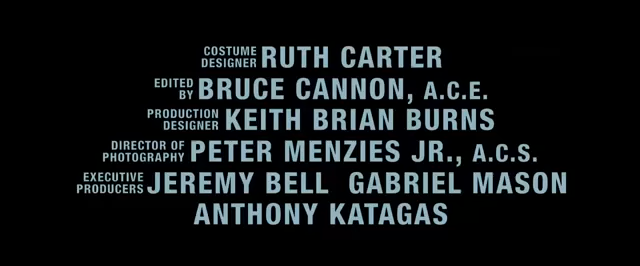 COSTUME DESIGNER RUTH CARTER
EDITED BY BRUCE CANNON, A.C.E.
PRODUCTION DESIGNER KEITH BRIAN BURNS
DIRECTOR OF PHOTOGRAPHY PETER MENZIES JR., A.C.S.
EXECUTIVE PRODUCERS JEREMY BELL GABRIEL MASON
ANTHONY KATAGAS